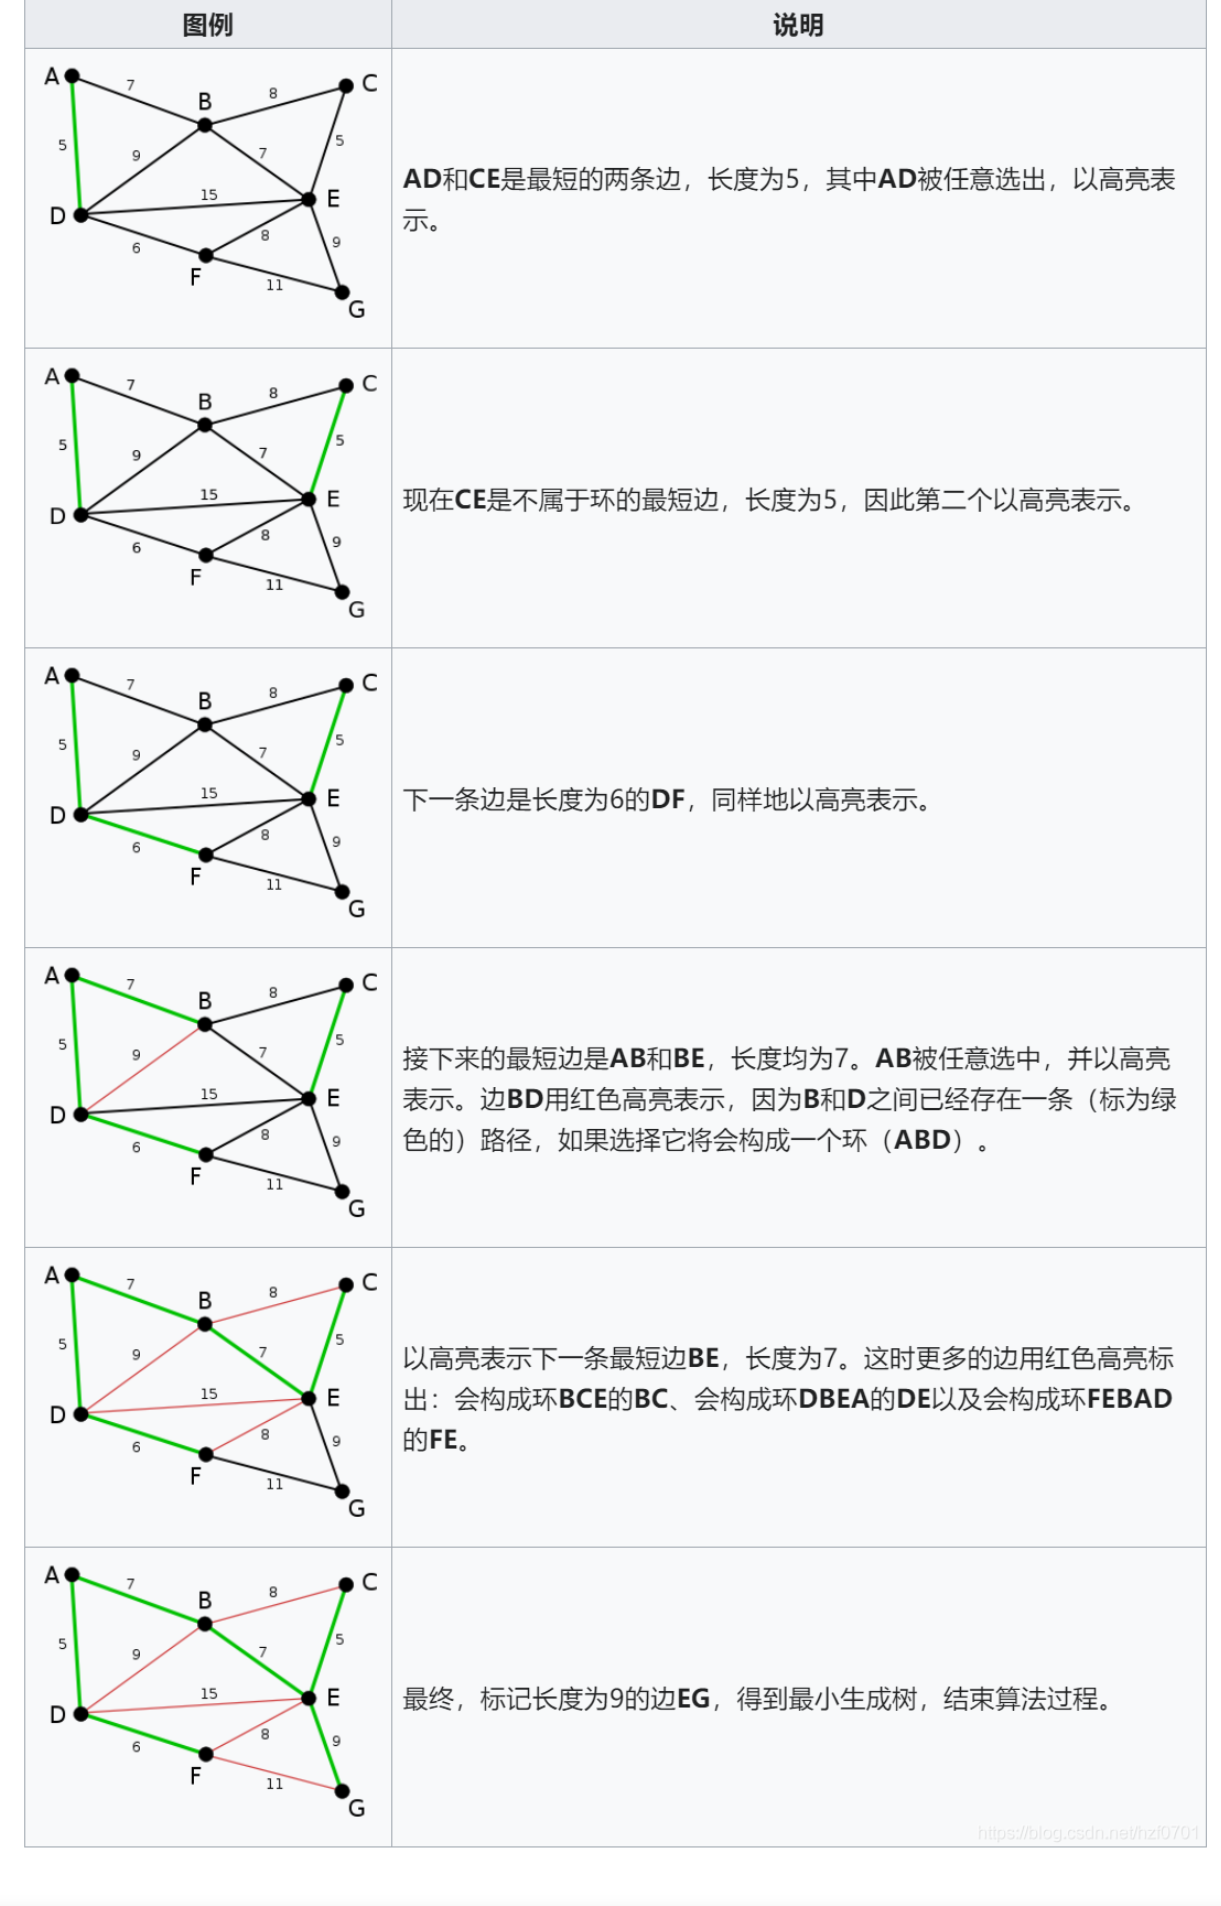 图例
说明
A
7
B
8
C
5
9
7
5
15
E
D
8
9
6
F
11
G
AD和CE是最短的两条边，长度为5，其中AD被任意选出，以高亮表
示。
A
7
B
8
C
5
9
7
5
15
E
D
8
9
6
F
11
G
现在CE是不属于环的最短边，长度为5，因此第二个以高亮表示。
A
7
B
8
C
5
9
7
5
15
E
D
8
9
6
F
11
G
下一条边是长度为6的DF，同样地以高亮表示。
A
7
B
8
C
5
9
7
5
15
E
D
8
9
6
F
11
G
接下来的最短边是AB和BE，长度均为7。AB被任意选中，并以高亮
表示。边BD用红色高亮表示，因为B和D之间已经存在一条（标为绿
色的）路径，如果选择它将会构成一个环（ABD）。
A
7
B
8
C
5
9
7
5
15
E
D
8
9
6
F
11
G
以高亮表示下一条最短边BE，长度为7。这时更多的边用红色高亮标
出：会构成环BCE的BC、会构成环DBEA的DE以及会构成环FEBAD
的FE。
A
7
B
8
C
5
9
7
5
15
E
D
8
9
6
F
11
G
最终，标记长度为9的边EG，得到最小生成树，结束算法过程。
https://blog.csdn.net/hzf0701